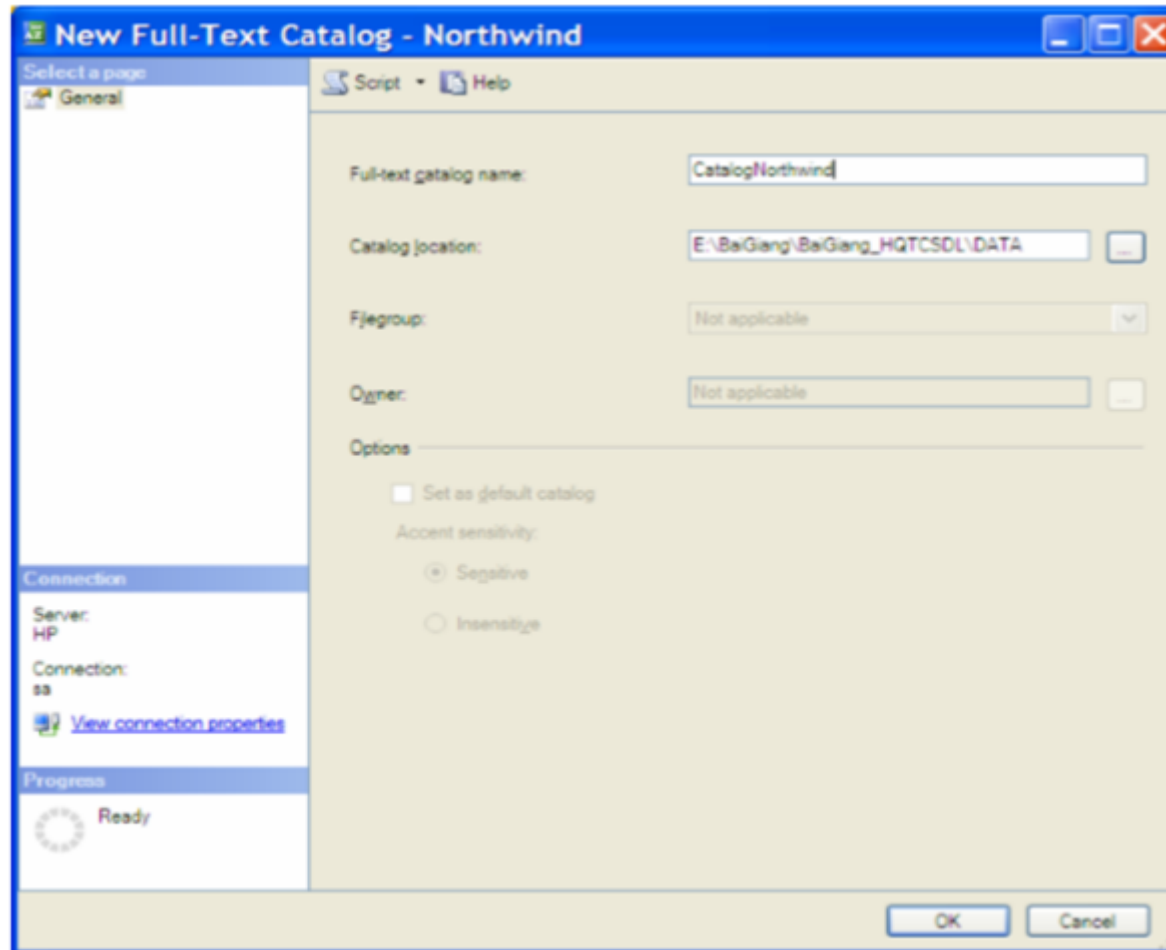 New Full-Text Catalog - Northwind
Select a page
General
Script
Help
Full-text catalog name:
CatalogNorthwind
Catalog location:
E:\BaiGiang\BaiGiang_HQTCSDL\DATA
...
Filegroup:
Not applicable
Owner:
Not applicable
...
Options
Set as default catalog
Accent sensitivity:
Sensitive
Insensitive
Connection
Server:
HP
Connection:
sa
View connection properties
Progress
Ready
OK
Cancel